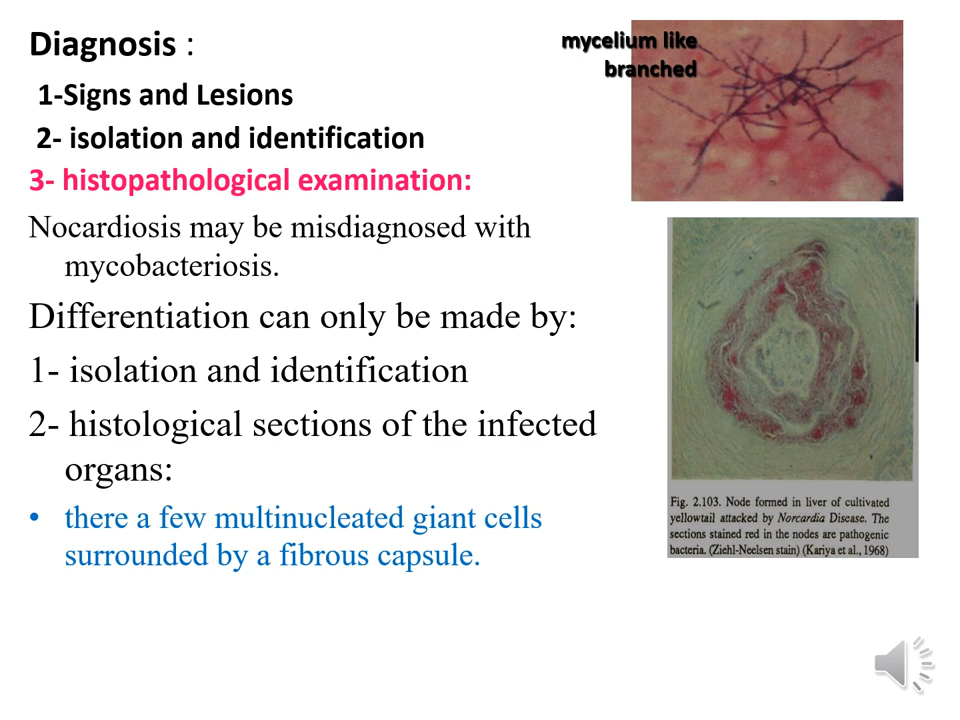 Diagnosis :
1-Signs and Lesions
2- isolation and identification
3- histopathological examination:
Nocardiosis may be misdiagnosed with
mycobacteriosis.
Differentiation can only be made by:
1- isolation and identification
2- histological sections of the infected
organs:
• there a few multinucleated giant cells
surrounded by a fibrous capsule.
mycelium like
branched
Fig. 2.103. Node formed in liver of cultivated
yellowtail attacked by Norcardia Disease. The
sections stained red in the nodes are pathogenic
bacteria. (Ziehl-Neelsen stain) (Kariya et al., 1968)